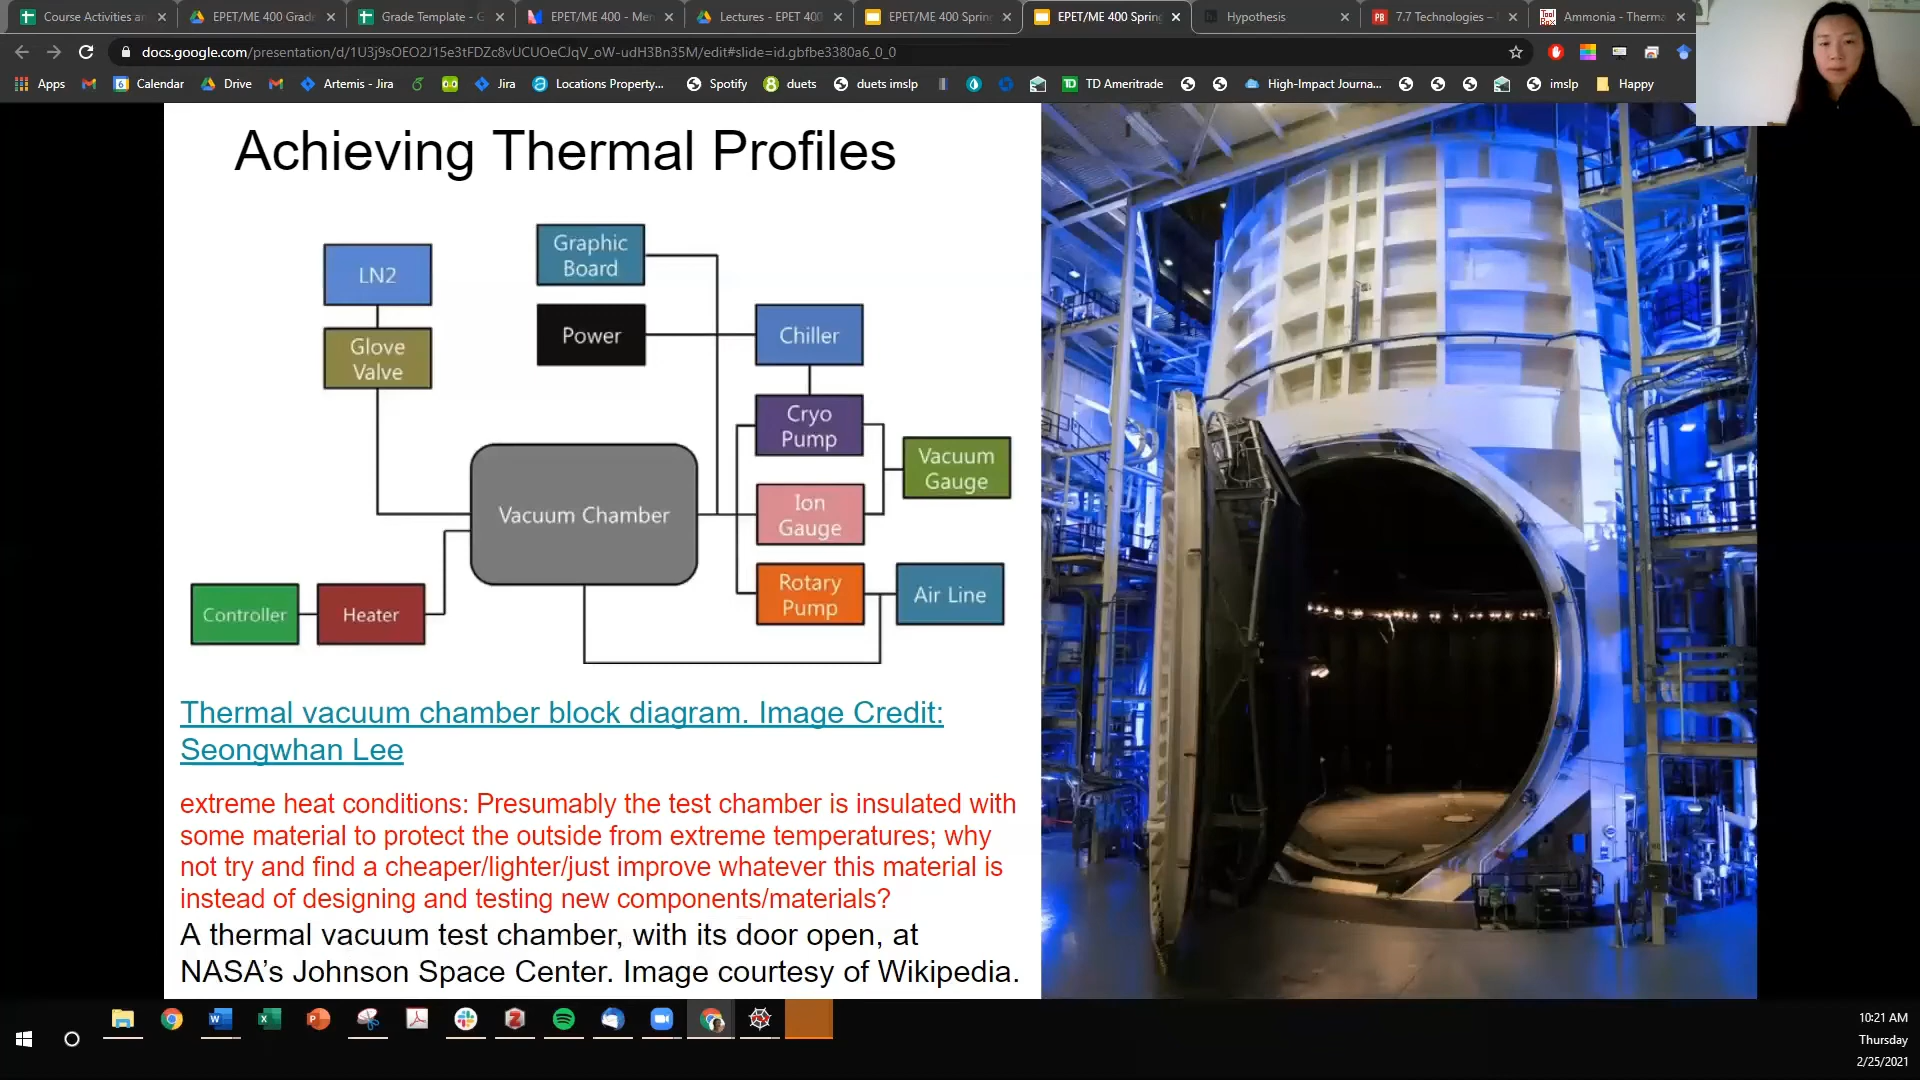 Course Activities an
EPET/ME 400 Gradi
Grade Template - G
EPET/ME 400 - Mem
Lectures - EPET 400
EPET/ME 400 Spring
EPET/ME 400 Spring
Hypothesis
7.7 Technologies –
Ammonia - Therma
docs.google.com/presentation/d/1U3j9sOEO2J15e3tFDZc8vUCUOeCJqV_oW-udH3Bn35M/edit#slide=id.gbfbe3380a6_0_0
Apps
Calendar
Drive
Artemis - Jira
Jira
Locations Property...
Spotify
duets
duets imslp
TD Ameritrade
High-Impact Journa...
imslp
Happy
Achieving Thermal Profiles
LN2
Graphic
Board
Glove
Valve
Power
Chiller
Cryo
Pump
Vacuum
Gauge
Vacuum Chamber
Ion
Gauge
Rotary
Pump
Air Line
Controller
Heater
Thermal vacuum chamber block diagram. Image Credit:
Seongwhan Lee
extreme heat conditions: Presumably the test chamber is insulated with
some material to protect the outside from extreme temperatures; why
not try and find a cheaper/lighter/just improve whatever this material is
instead of designing and testing new components/materials?
A thermal vacuum test chamber, with its door open, at
NASA's Johnson Space Center. Image courtesy of Wikipedia.
10:21 AM
Thursday
2/25/2021